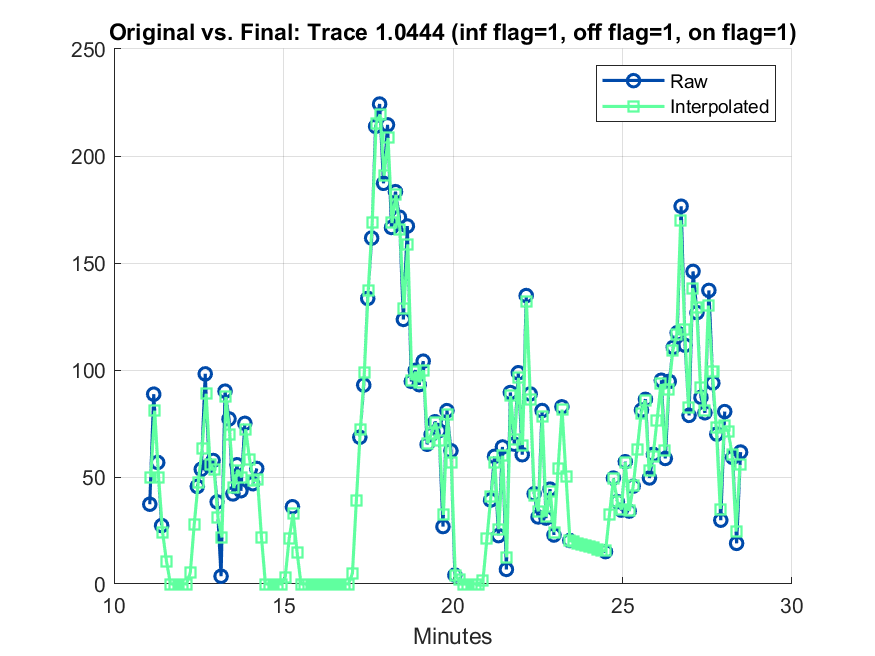 Original vs. Final: Trace 1.0444 (inf flag=1, off flag=1, on flag=1)
250
200
150
100
50
0
Raw
Interpolated
10 15 20 25 30
Minutes